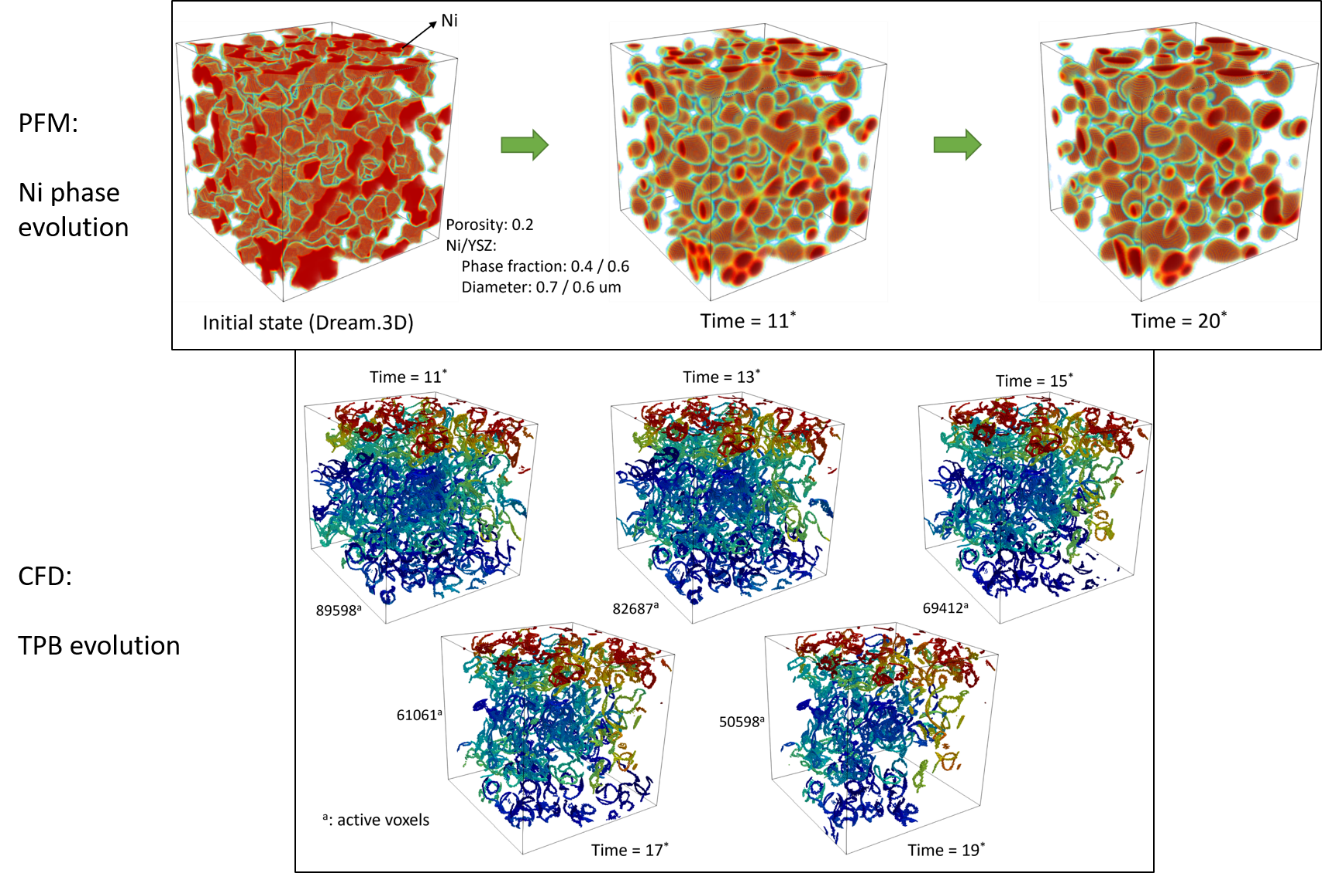 Ni
PFM:
Ni phase
evolution
Porosity: 0.2
Ni/YSZ:
Phase fraction: 0.4 / 0.6
Diameter: 0.7 / 0.6 um
Initial state (Dream.3D)
Time = 11*
Time = 20*
CFD:
TPB evolution
Time = 11*
Time = 13*
Time = 15*
89598ᵃ
82687ᵃ
69412ᵃ
61061ᵃ
50598ᵃ
ᵃ: active voxels
Time = 17*
Time = 19*